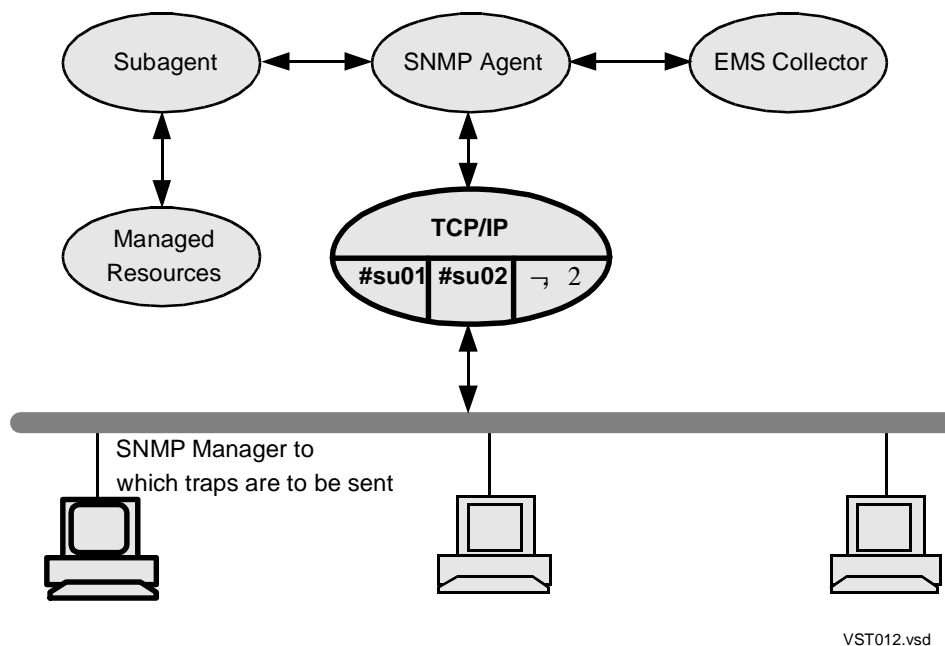 Subagent
SNMP Agent
EMS Collector
Managed
Resources
TCP/IP
#su01 #su02 ¬, 2
SNMP Manager to
which traps are to be sent
VST012.vsd